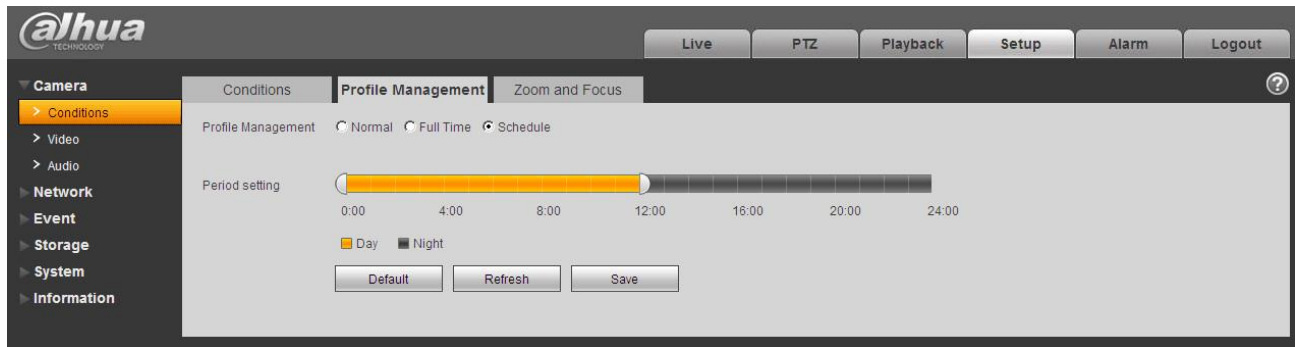 alhua
TECHNOLOGY
Live PTZ Playback Setup Alarm Logout
Camera
Conditions Profile Management Zoom and Focus
> Conditions
Profile Management Normal Full Time Schedule
> Video
> Audio
Network
Period setting
Event
0:00 4:00 8:00 12:00 16:00 20:00 24:00
Storage
Day Night
System
Default Refresh Save
Information